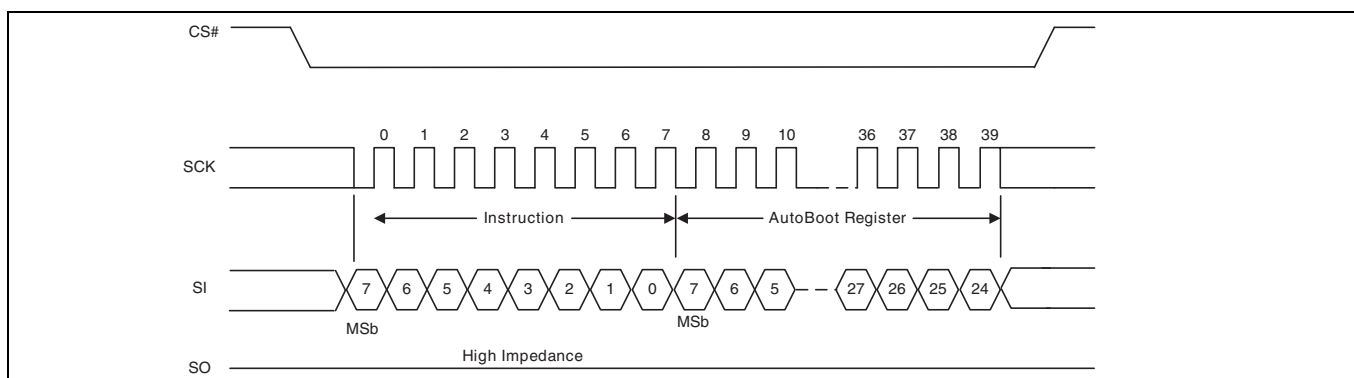 CS#
0 1 2 3 4 5 6 7 8 9 10 36 37 38 39
SCK
Instruction AutoBoot Register
SI 7 6 5 4 3 2 1 0 7 6 5 27 26 25 24
MSb MSb
High Impedance
SO